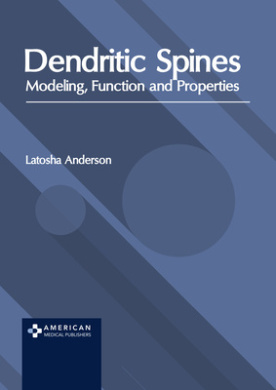 Dendritic Spines
Modeling, Function and Properties
Latosha Anderson
AMERICAN
MEDICAL PUBLISHERS